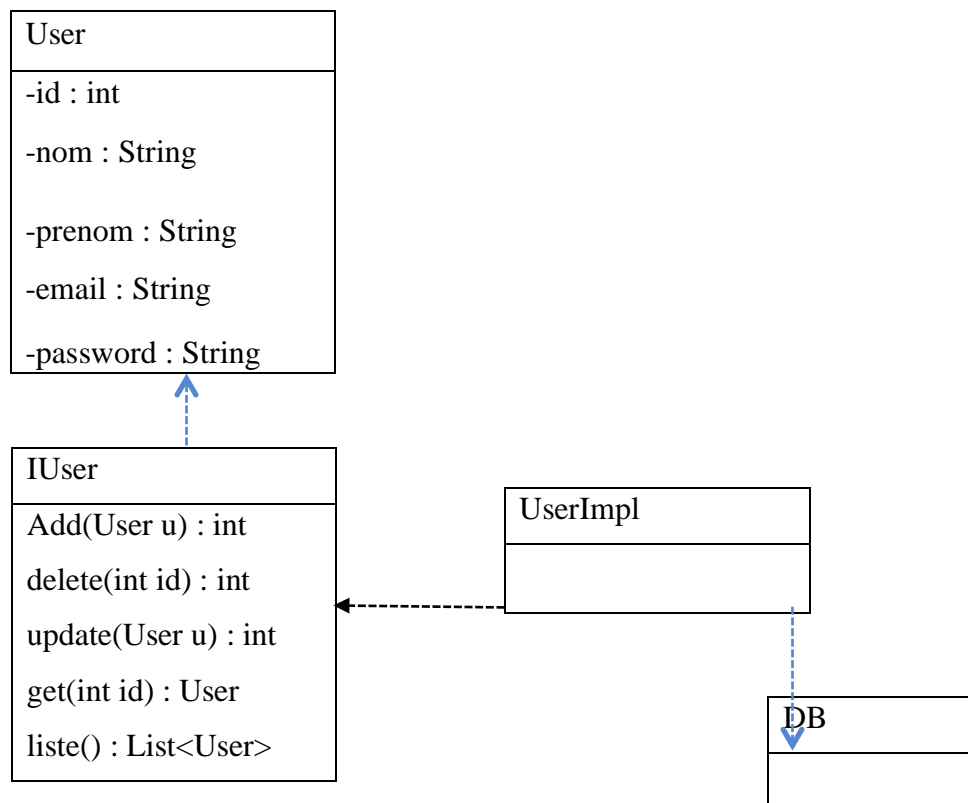 User
-id : int
-nom : String
-prenom : String
-email : String
-password : String
IUser
Add(User u) : int
delete(int id) : int
update(User u) : int
get(int id) : User
liste() : List<User>
UserImpl
DB